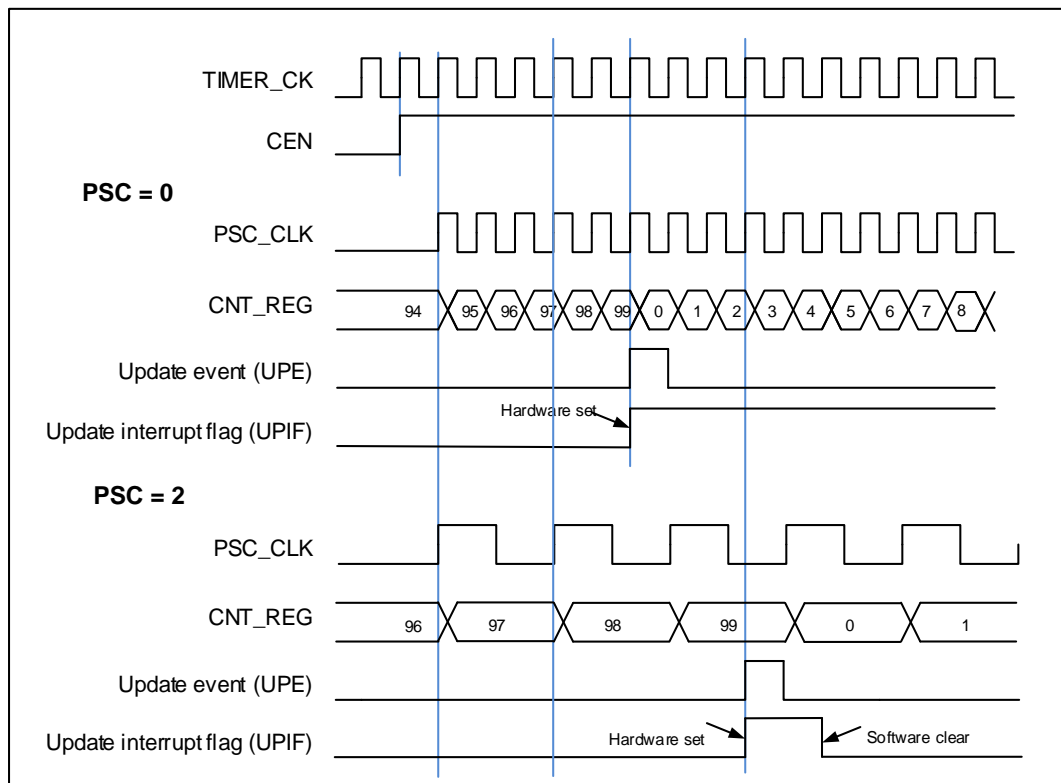 TIMER_CK
CEN
PSC = 0
PSC_CLK
CNT_REG 94 95 96 97 98 99 0 1 2 3 4 5 6 7 8
Update event (UPE)
Hardware set
Update interrupt flag (UPIF)
PSC = 2
PSC_CLK
CNT_REG 96 97 98 99 0 1
Update event (UPE)
Update interrupt flag (UPIF) Hardware set Software clear